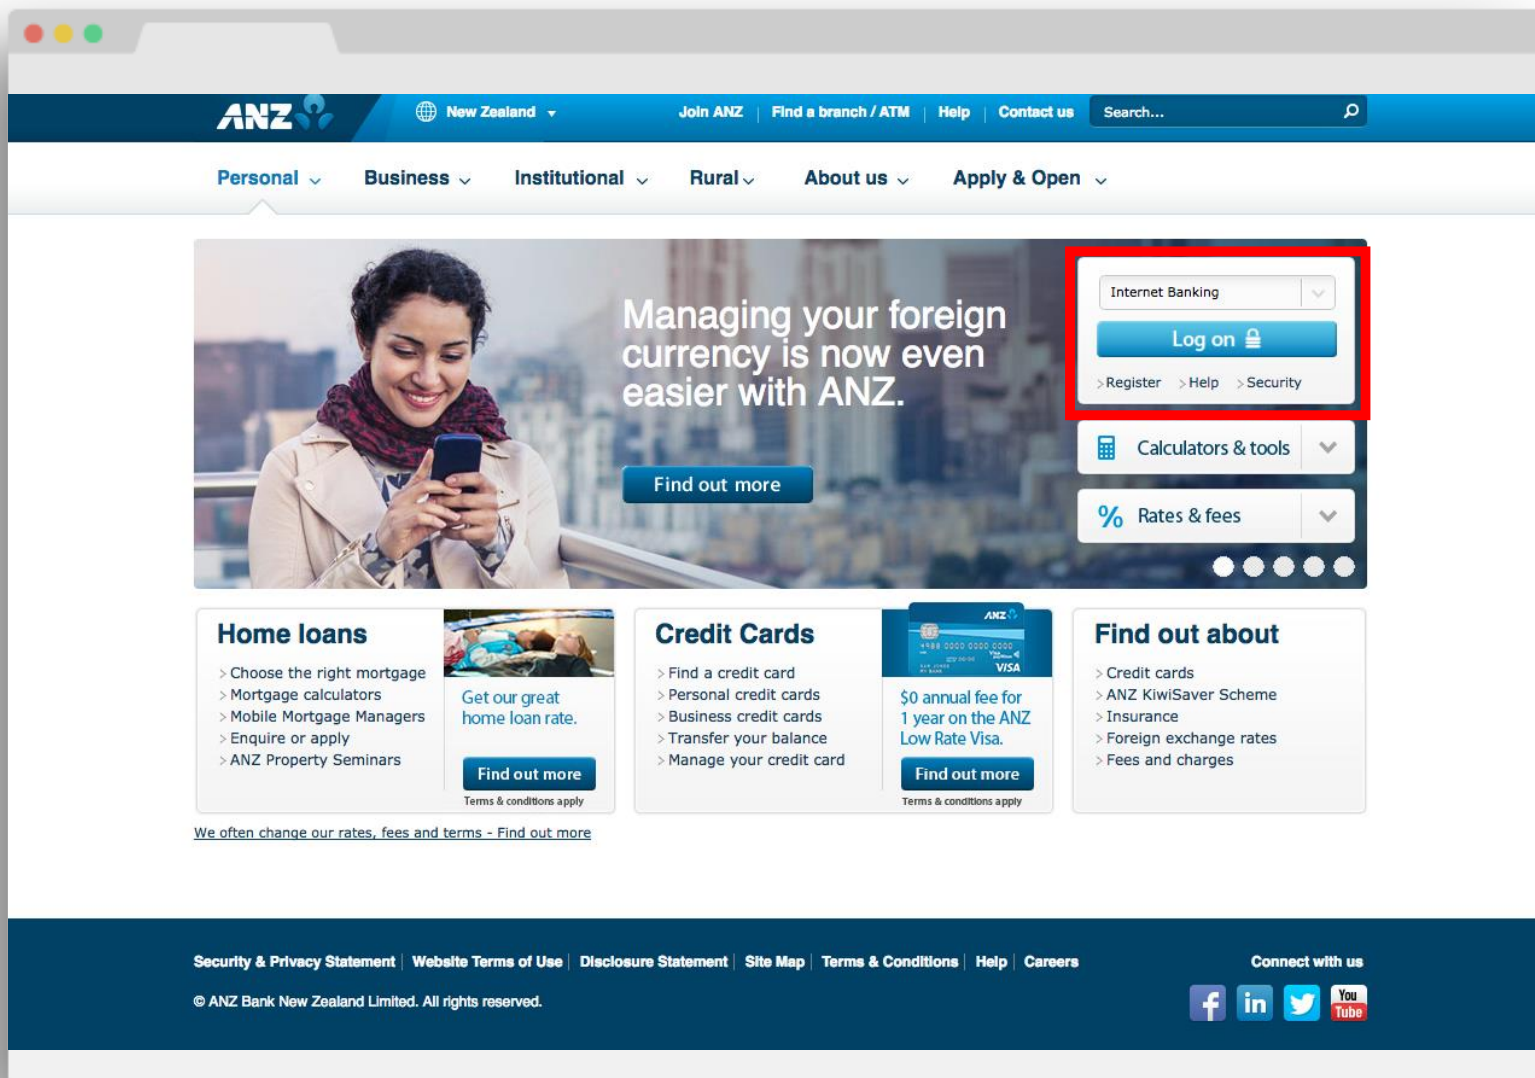 ANZ
New Zealand
Join ANZ | Find a branch / ATM | Help | Contact us
Search...
Personal
Business
Institutional
Rural
About us
Apply & Open
Managing your foreign
currency is now even
easier with ANZ.
Find out more
Internet Banking
Log on
>Register >Help >Security
Calculators & tools
% Rates & fees
Home loans
>Choose the right mortgage
>Mortgage calculators
>Mobile Mortgage Managers
>Enquire or apply
>ANZ Property Seminars
Get our great
home loan rate.
Find out more
Terms & conditions apply
Credit Cards
>Find a credit card
>Personal credit cards
>Business credit cards
>Transfer your balance
>Manage your credit card
ANZ
4988 0000 0000 0000
VISA
$0 annual fee for
1 year on the ANZ
Low Rate Visa.
Find out more
Terms & conditions apply
Find out about
>Credit cards
>ANZ KiwiSaver Scheme
>Insurance
>Foreign exchange rates
>Fees and charges
We often change our rates, fees and terms - Find out more
Security & Privacy Statement | Website Terms of Use | Disclosure Statement | Site Map | Terms & Conditions | Help | Careers
Connect with us
© ANZ Bank New Zealand Limited. All rights reserved.
f
in
You
Tube